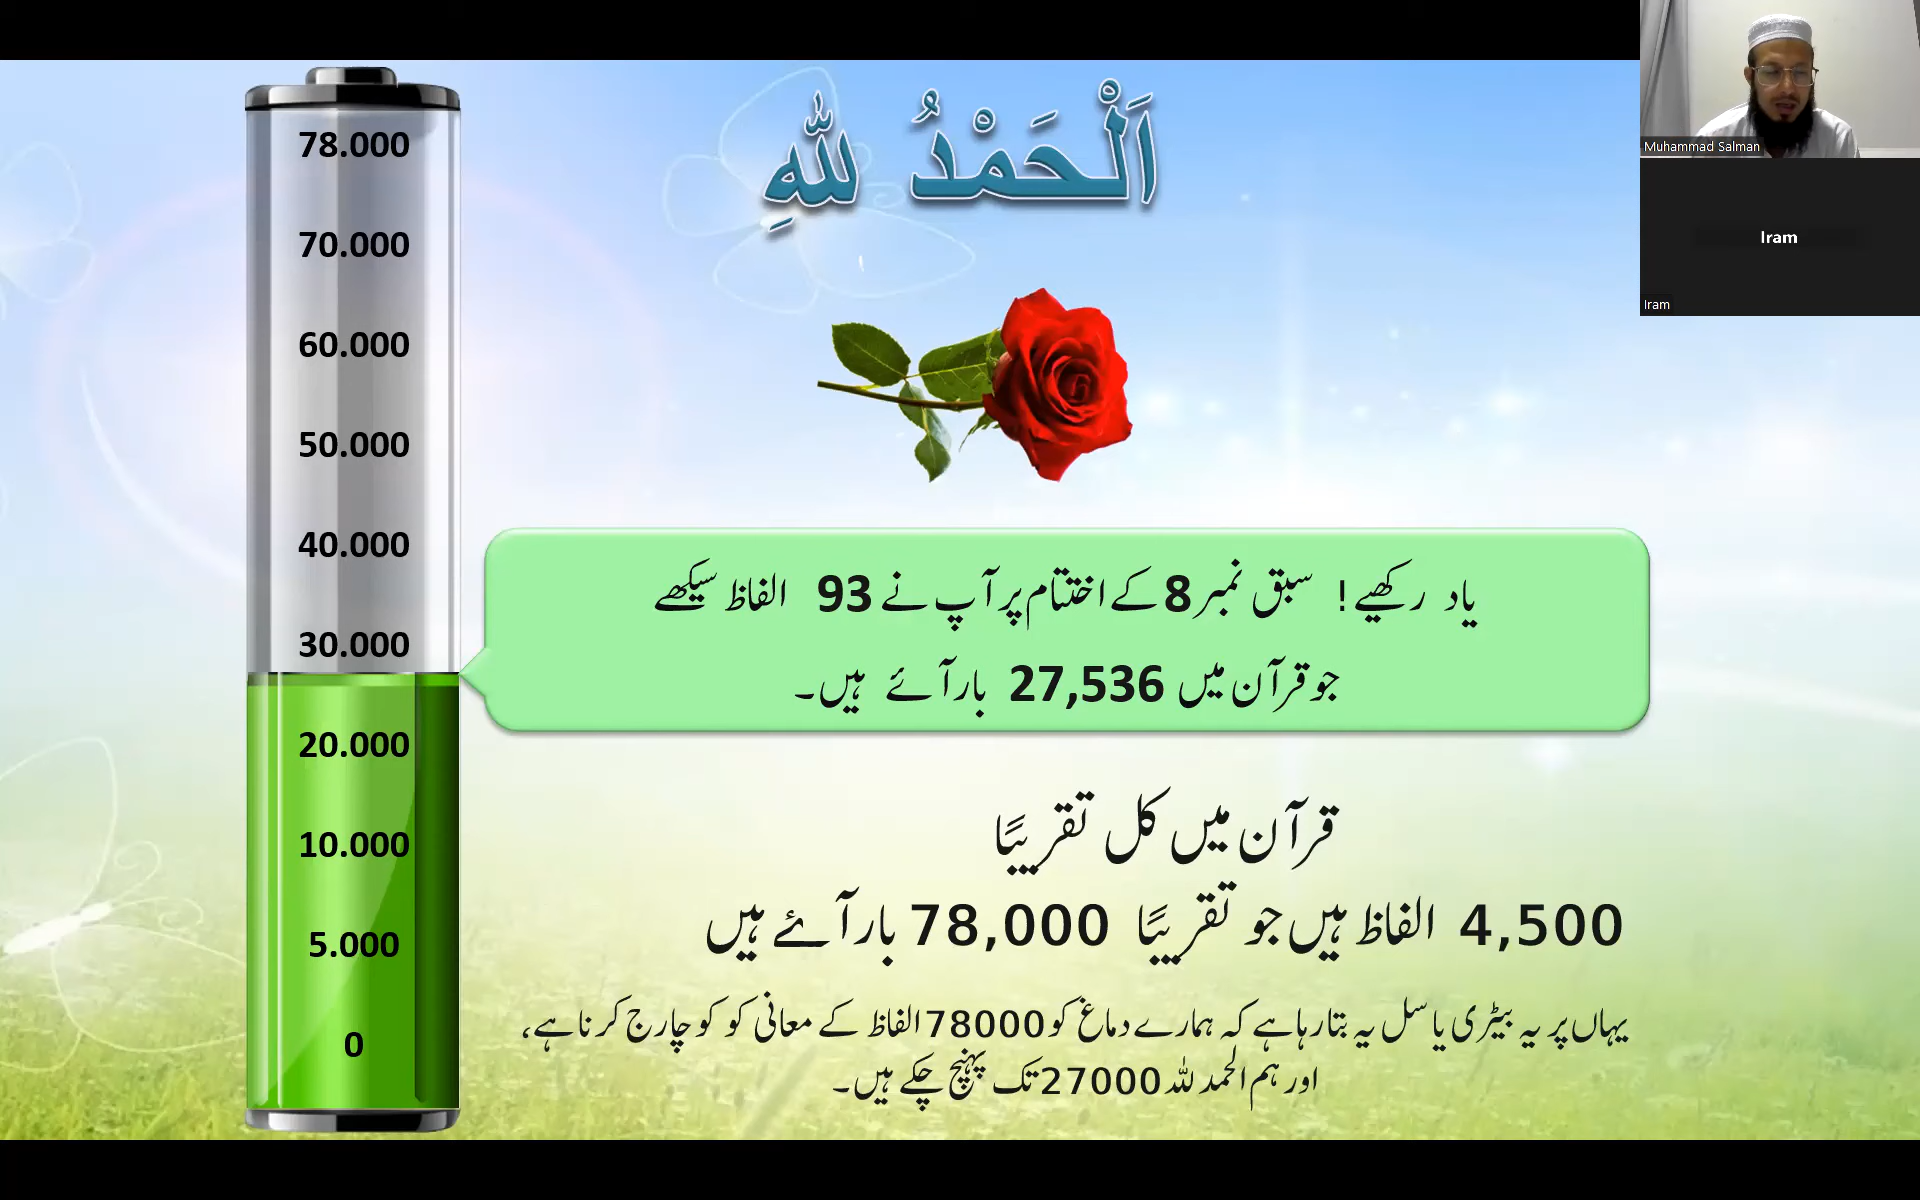 اَلْحَمْدُ لِلّٰهِ
78.000
70.000
60.000
50.000
40.000
30.000
20.000
10.000
5.000
0
یاد رکھیے! سبق نمبر 8 کے اختتام پر آپ نے 93 الفاظ سیکھے
جو قرآن میں 27,536 بار آئے ہیں۔
قرآن میں کل تقریبًا
4,500 الفاظ ہیں جو تقریبًا 78,000 بار آئے ہیں
یہاں پر یہ بیٹری یا سل یہ بتا رہا ہے کہ ہمارے دماغ کو 78000 الفاظ کے معانی کو کو چارج کرنا ہے،
اور ہم الحمد للہ 27000 تک پہنچ چکے ہیں۔
Muhammad Salman
Iram
Iram